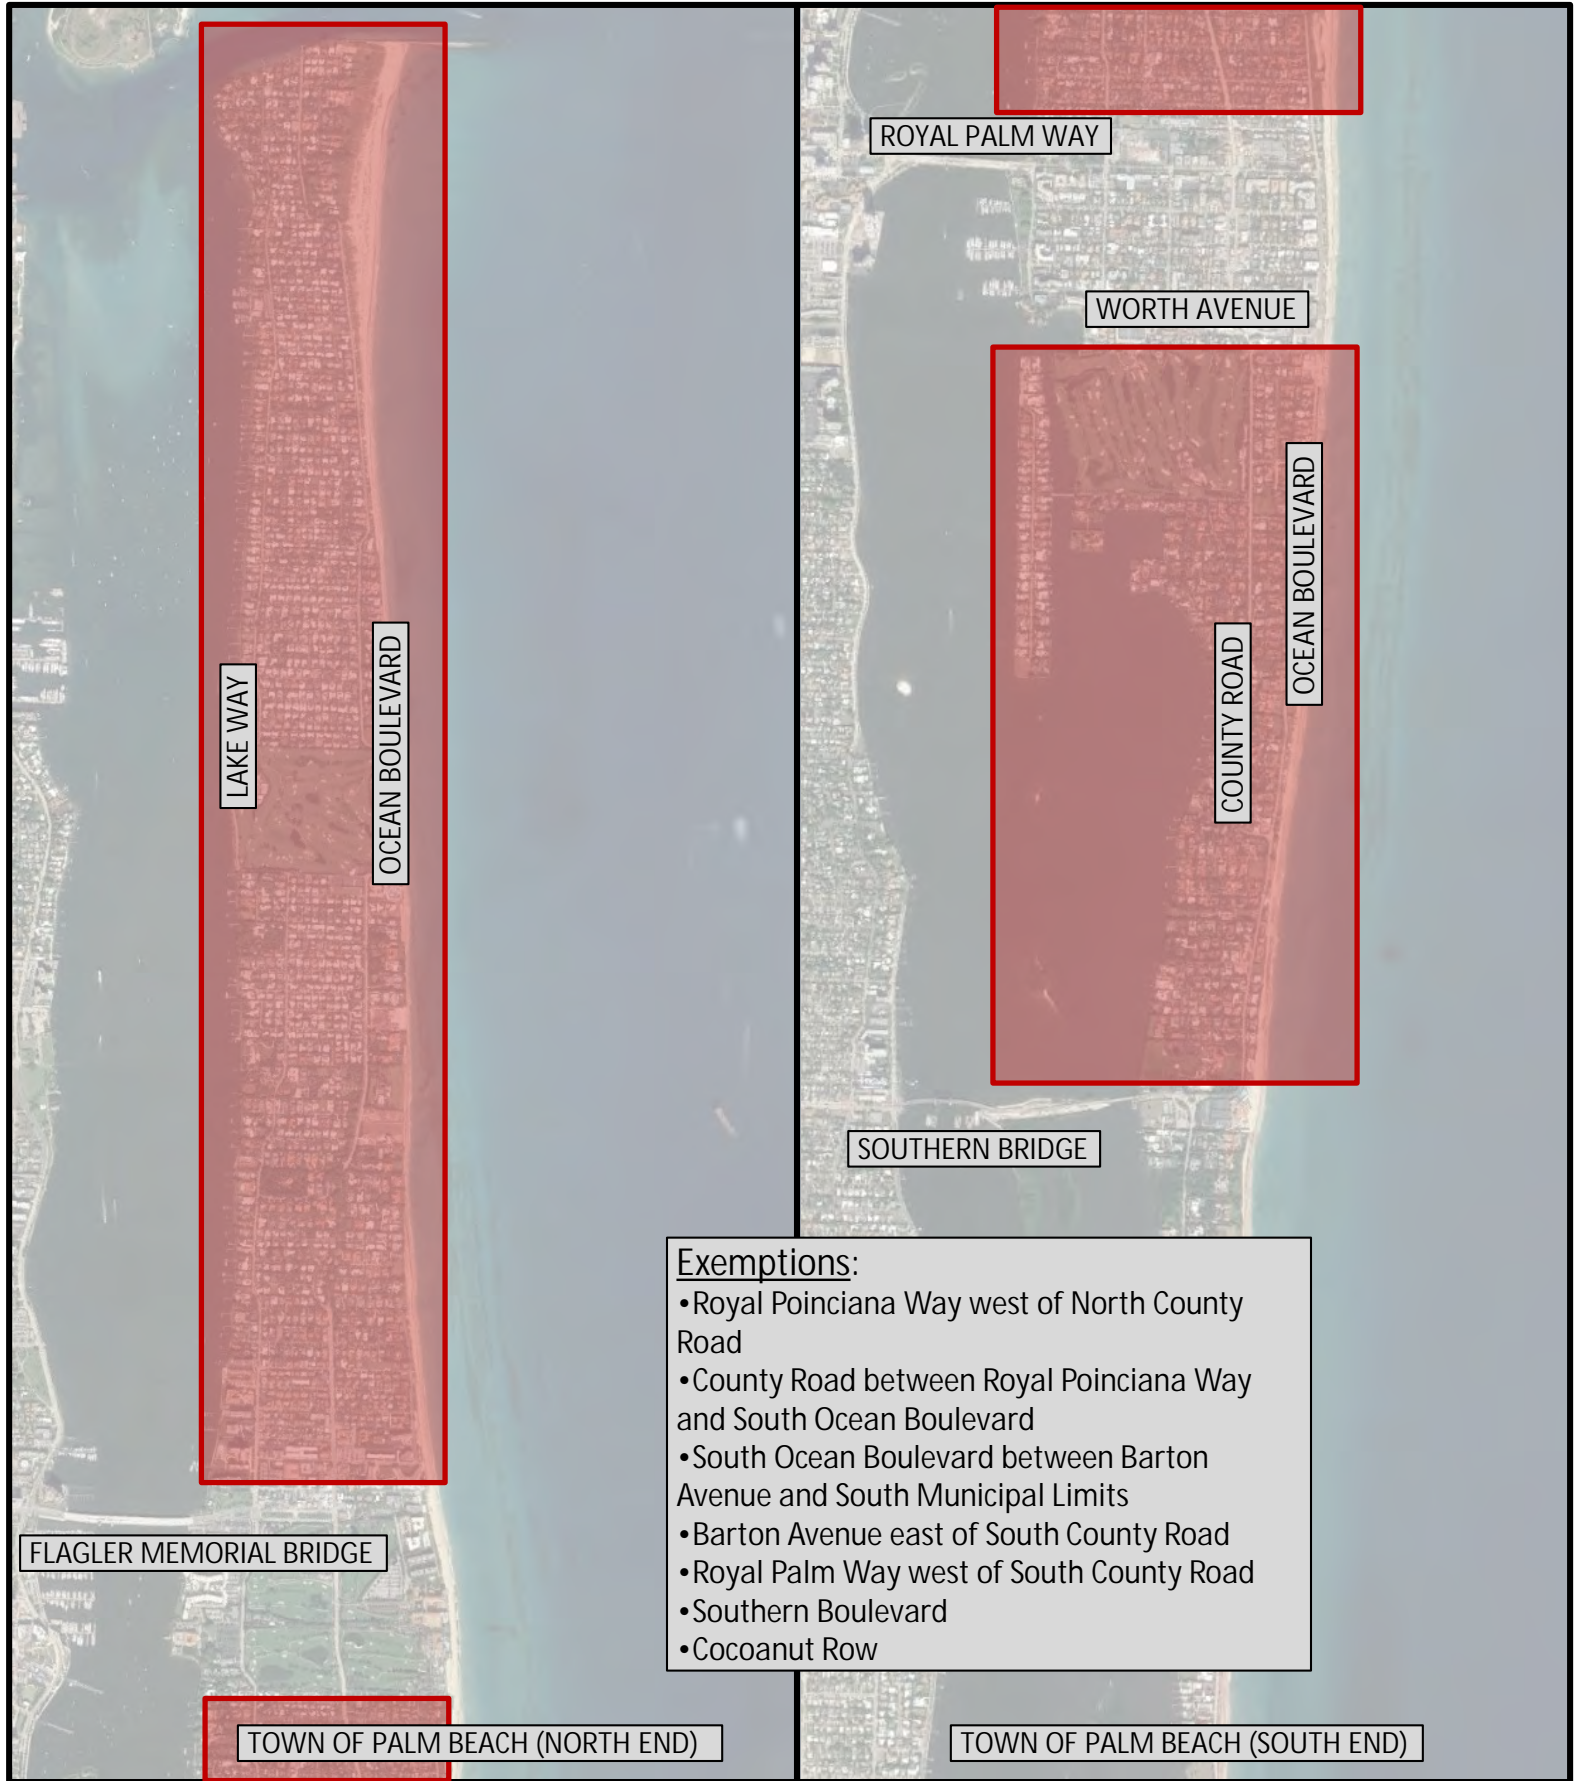 ROYAL PALM WAY
WORTH AVENUE
OCEAN BOULEVARD
COUNTY ROAD
LAKE WAY
OCEAN BOULEVARD
SOUTHERN BRIDGE
Exemptions:
•Royal Poinciana Way west of North County
Road
•County Road between Royal Poinciana Way
and South Ocean Boulevard
•South Ocean Boulevard between Barton
Avenue and South Municipal Limits
•Barton Avenue east of South County Road
•Royal Palm Way west of South County Road
•Southern Boulevard
•Cocoanut Row
FLAGLER MEMORIAL BRIDGE
TOWN OF PALM BEACH (NORTH END)
TOWN OF PALM BEACH (SOUTH END)